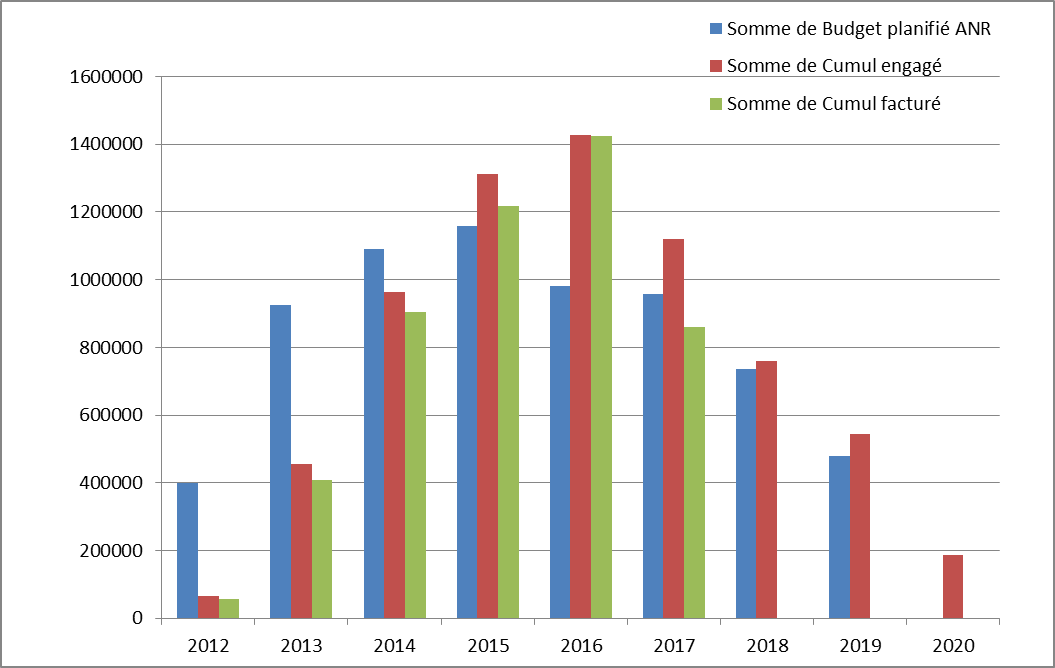 Somme de Budget planifié ANR
Somme de Cumul engagé
Somme de Cumul facturé
1600000
1400000
1200000
1000000
800000
600000
400000
200000
0
2012 2013 2014 2015 2016 2017 2018 2019 2020